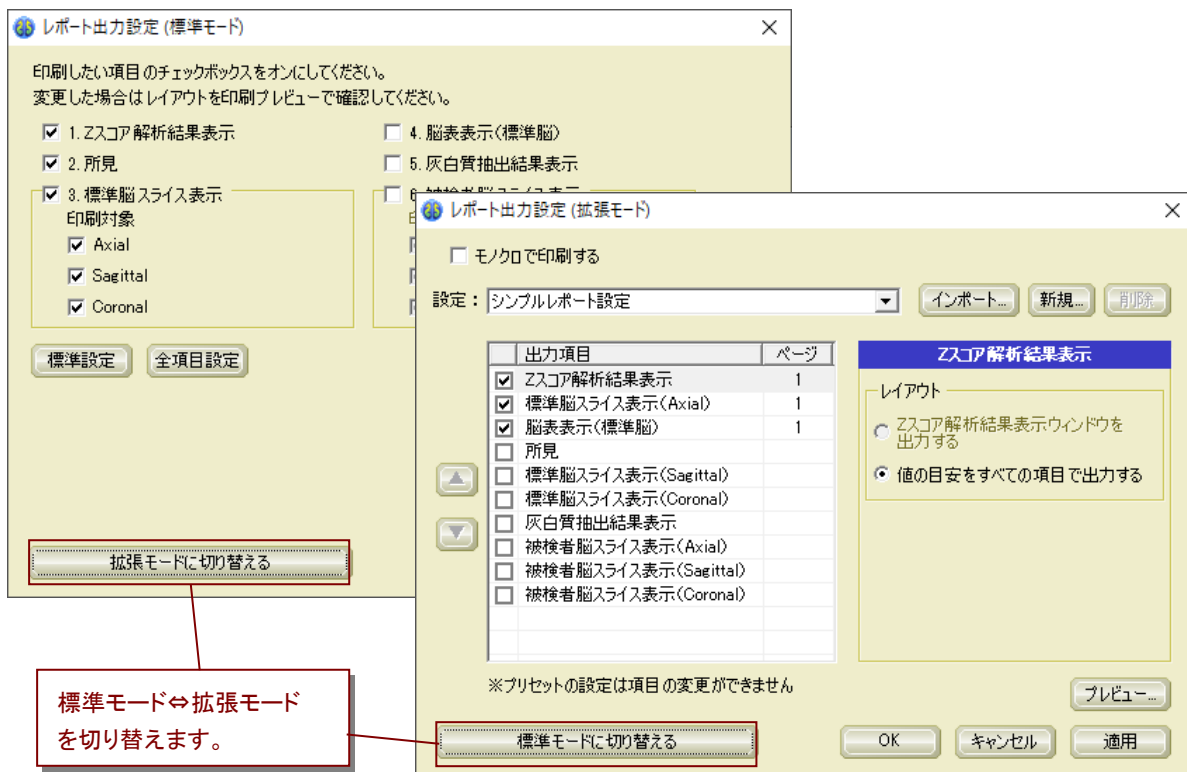 レポート出力設定 (標準モード)
印刷したい項目のチェックボックスをオンにしてください。
変更した場合はレイアウトを印刷プレビューで確認してください。
1. Zスコア解析結果表示
2. 所見
3. 標準脳スライス表示
印刷対象
Axial
Sagittal
Coronal
4. 脳表表示(標準脳)
5. 灰白質抽出結果表示
標準設定
全項目設定
拡張モードに切り替える
標準モード⇔拡張モード
を切り替えます。
レポート出力設定 (拡張モード)
モノクロで印刷する
設定：
シンプルレポート設定
インポート...
新規...
削除
出力項目 ページ
Zスコア解析結果表示 1
標準脳スライス表示(Axial) 1
脳表表示(標準脳) 1
所見
標準脳スライス表示(Sagittal)
標準脳スライス表示(Coronal)
灰白質抽出結果表示
被検者脳スライス表示(Axial)
被検者脳スライス表示(Sagittal)
被検者脳スライス表示(Coronal)
※プリセットの設定は項目の変更ができません
Zスコア解析結果表示
レイアウト
Zスコア解析結果表示ウィンドウを
出力する
値の目安をすべての項目で出力する
プレビュー...
標準モードに切り替える
OK
キャンセル
適用